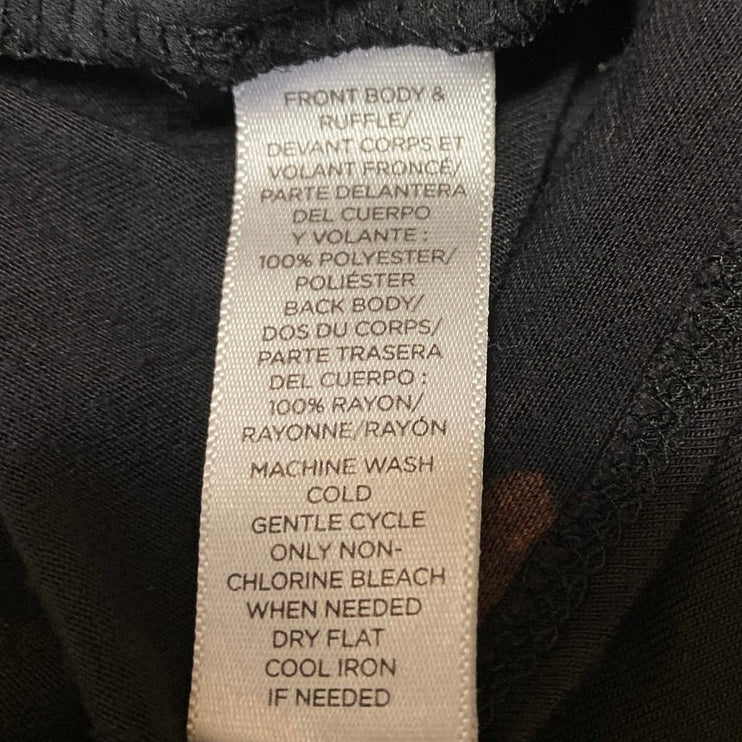 FRONT BODY &
RUFFLE/
DEVANT CORPS ET
VOLANT FRONCÉ/
PARTE DELANTERA
DEL CUERPO
Y VOLANTE :
100% POLYESTER/
POLIÉSTER
BACK BODY/
DOS DU CORPS/
PARTE TRASERA
DEL CUERPO :
100% RAYON/
RAYONNE/RAYÓN
MACHINE WASH
COLD
GENTLE CYCLE
ONLY NON-
CHLORINE BLEACH
WHEN NEEDED
DRY FLAT
COOL IRON
IF NEEDED